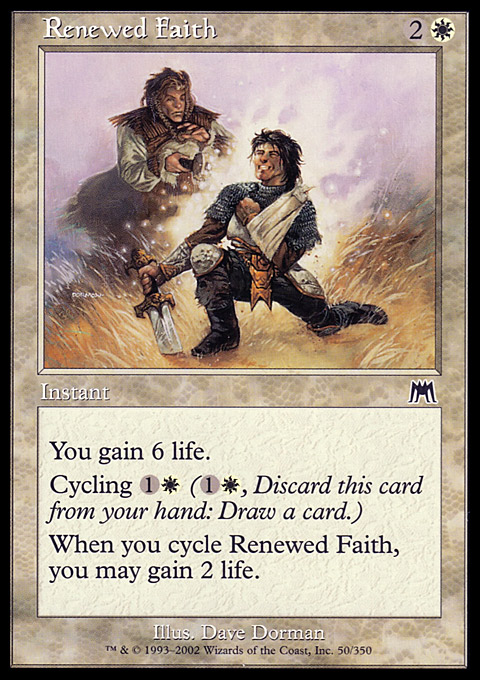 Renewed Faith 2
DORMAN
Instant
You gain 6 life.
Cycling 1 (1, Discard this card
from your hand: Draw a card.)
When you cycle Renewed Faith,
you may gain 2 life.
Illus. Dave Dorman
™ & © 1993–2002 Wizards of the Coast, Inc. 50/350